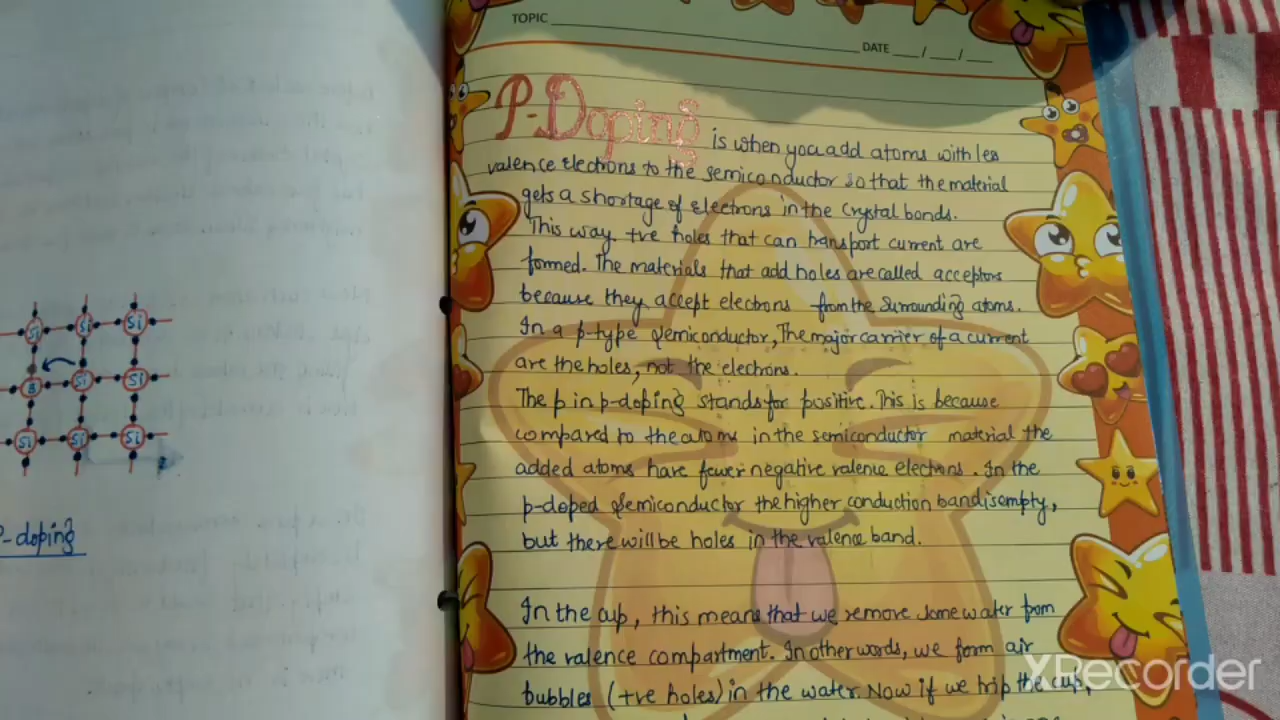 TOPIC
DATE __/__/__
P-Doping is when you add atoms with less
valence electrons to the semiconductor so that the material
gets a shortage of electrons in the crystal bonds.
This way +ve holes that can transport current are
formed. The materials that add holes are called acceptors
because they accept electrons from the surrounding atoms.
In a p-type semiconductor, The major carrier of a current
are the holes, not the electrons.
The p in p-doping stands for positive. This is because
compared to the atoms in the semiconductor material the
added atoms have fewer negative valence electrons. In the
p-doped semiconductor the higher conduction band is empty,
but there will be holes in the valence band.
In the cup, this means that we remove some water from
the valence compartment. In other words, we form air
bubbles (+ve holes) in the water. Now if we the cup,
Si Si Si
B Si Si
Si Si Si
P-doping
XRecorder